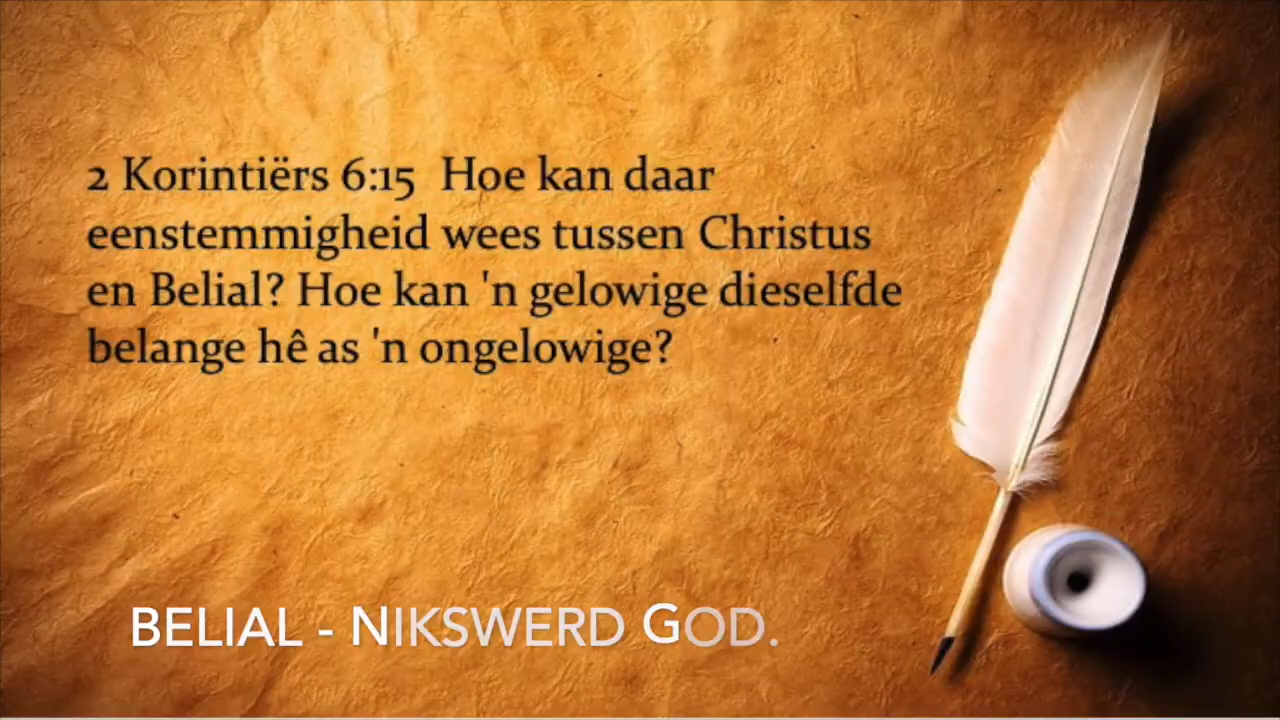 2 Korintiërs 6:15  Hoe kan daar
eenstemmigheid wees tussen Christus
en Belial? Hoe kan 'n gelowige dieselfde
belange hê as 'n ongelowige?
BELIAL - NIKSWERD GOD.